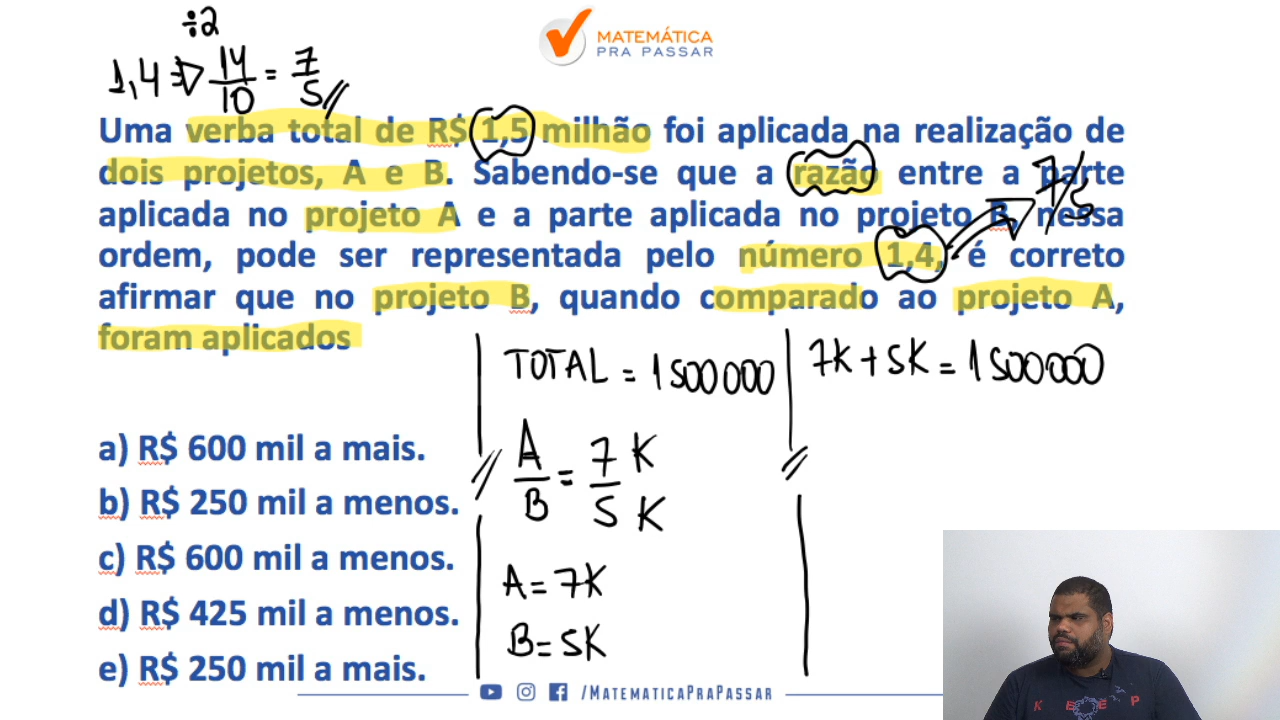 ÷2
1,4 ⇒ 14/10 = 7/5
MATEMÁTICA
PRA PASSAR
Uma verba total de R$ 1,5 milhão foi aplicada na realização de
dois projetos, A e B. Sabendo-se que a razão entre a parte
aplicada no projeto A e a parte aplicada no projeto B, nessa
ordem, pode ser representada pelo número 1,4, é correto
afirmar que no projeto B, quando comparado ao projeto A,
foram aplicados
7/5
a) R$ 600 mil a mais.
b) R$ 250 mil a menos.
c) R$ 600 mil a menos.
d) R$ 425 mil a menos.
e) R$ 250 mil a mais.
TOTAL = 1500000
A/B = 7K/5K
A = 7K
B = 5K
7K + 5K = 1500000
/MATEMATICAPRAPASSAR